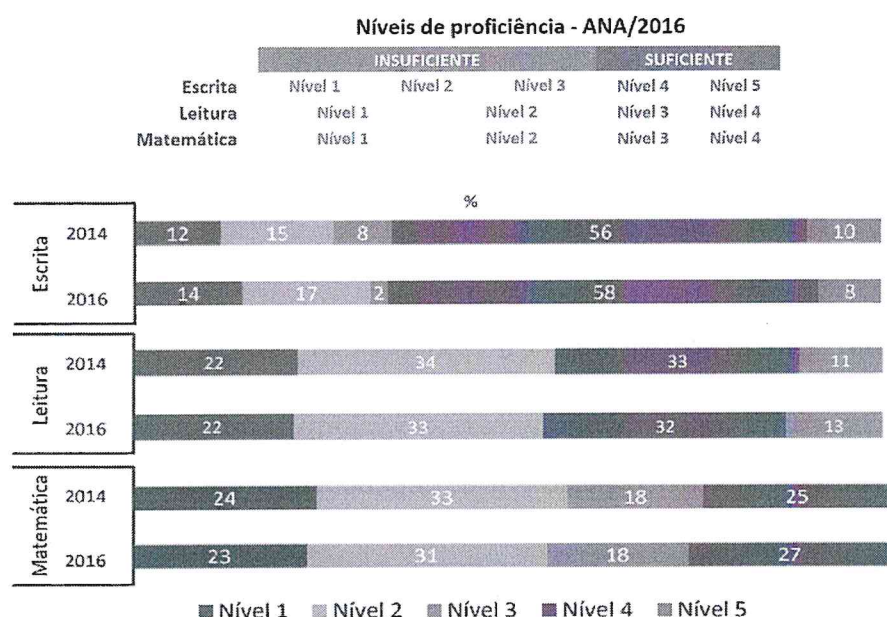 Níveis de proficiência - ANA/2016
INSUFICIENTE SUFICIENTE
Escrita Nível 1 Nível 2 Nível 3 Nível 4 Nível 5
Leitura Nível 1 Nível 2 Nível 3 Nível 4
Matemática Nível 1 Nível 2 Nível 3 Nível 4
%
Escrita
2014 12 15 8 56 10
2016 14 17 2 58 8
Leitura
2014 22 34 33 11
2016 22 33 32 13
Matemática
2014 24 33 18 25
2016 23 31 18 27
Nível 1 Nível 2 Nível 3 Nível 4 Nível 5